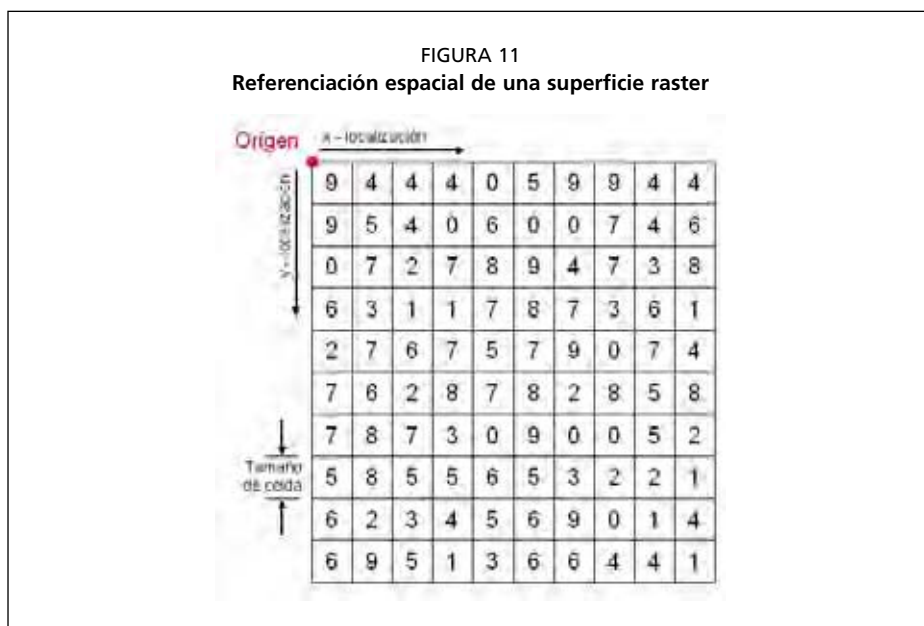 FIGURA 11
Referenciación espacial de una superficie raster
Orígen
x - localización
y - localización
9 4 4 4 0 5 9 9 4 4
9 5 4 0 6 0 0 7 4 6
0 7 2 7 8 9 4 7 3 8
6 3 1 1 7 8 7 3 6 1
2 7 6 7 5 7 9 0 7 4
7 6 2 8 7 8 2 8 5 8
7 8 7 3 0 9 0 0 5 2
Tamaño
de celda
5 8 5 5 6 5 3 2 2 1
6 2 3 4 5 6 9 0 1 4
6 9 5 1 3 6 6 4 4 1